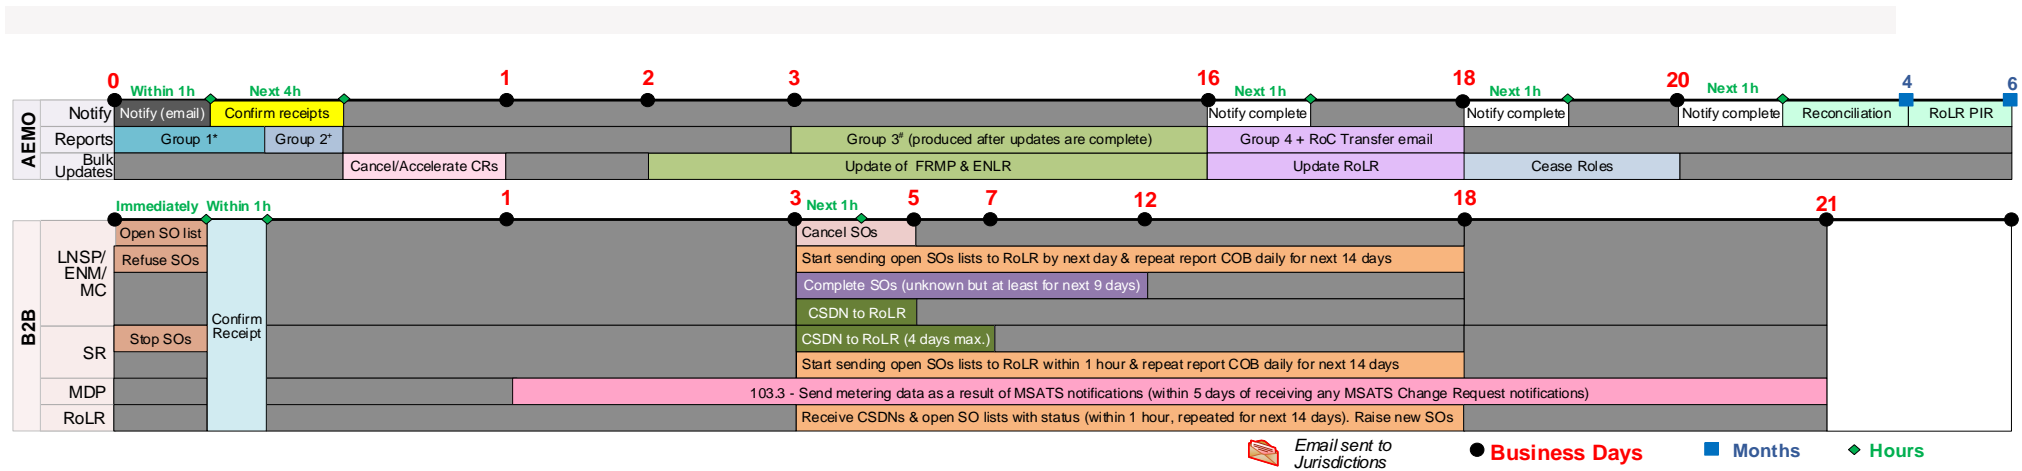 0
1
2
3
16
18
20
4
6
Within 1h
Next 4h
Next 1h
Next 1h
Next 1h
AEMO
Notify
Notify (email)
Confirm receipts
Notify complete
Notify complete
Notify complete
Reconciliation
RoLR PIR
Reports
Group 1*
Group 2+
Group 3# (produced after updates are complete)
Group 4 + RoC Transfer email
Bulk
Updates
Cancel/Accelerate CRs
Update of FRMP & ENLR
Update RoLR
Cease Roles
Immediately
Within 1h
1
3
Next 1h
5
7
12
18
21
B2B
LNSP/
ENM/
MC
Open SO list
Cancel SOs
Refuse SOs
Start sending open SOs lists to RoLR by next day & repeat report COB daily for next 14 days
Complete SOs (unknown but at least for next 9 days)
Confirm
Receipt
CSDN to RoLR
SR
Stop SOs
CSDN to RoLR (4 days max.)
Start sending open SOs lists to RoLR within 1 hour & repeat report COB daily for next 14 days
MDP
103.3 - Send metering data as a result of MSATS notifications (within 5 days of receiving any MSATS Change Request notifications)
RoLR
Receive CSDNs & open SO lists with status (within 1 hour, repeated for next 14 days). Raise new SOs
Email sent to
Jurisdictions
Business Days
Months
Hours